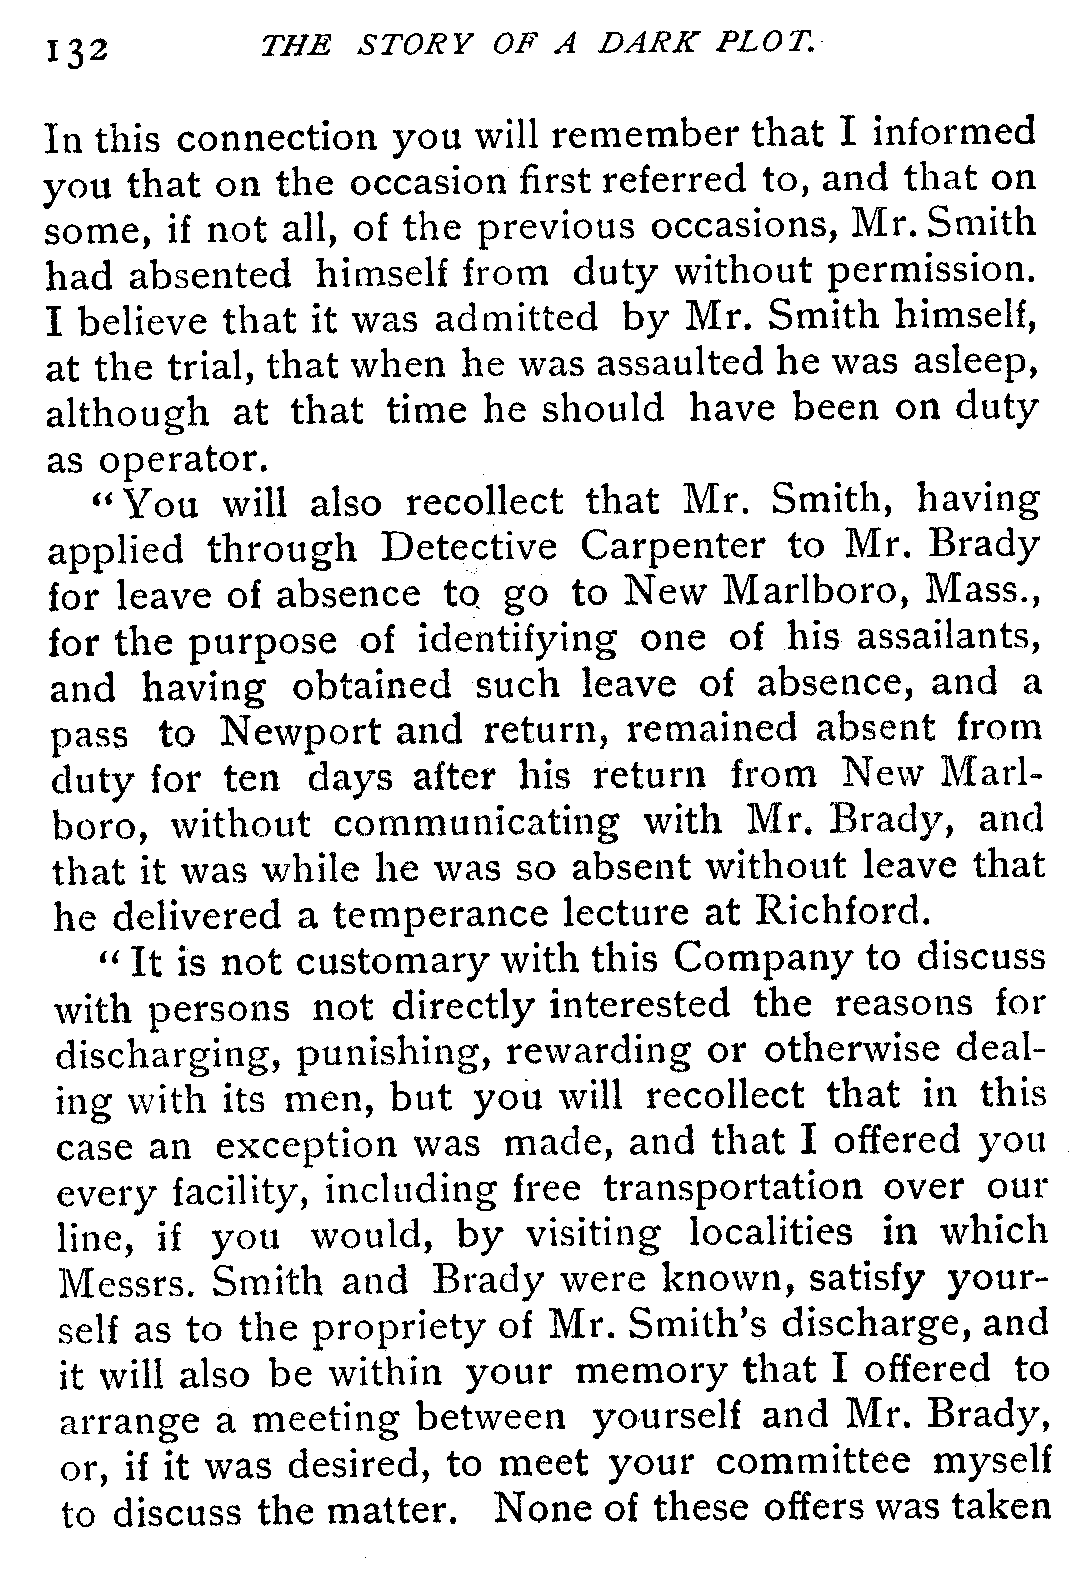 132 THE STORY OF A DARK PLOT.
In this connection you will remember that I informed
you that on the occasion first referred to, and that on
some, if not all, of the previous occasions, Mr. Smith
had absented himself from duty without permission.
I believe that it was admitted by Mr. Smith himself,
at the trial, that when he was assaulted he was asleep,
although at that time he should have been on duty
as operator.
“You will also recollect that Mr. Smith, having
applied through Detective Carpenter to Mr. Brady
for leave of absence to go to New Marlboro, Mass.,
for the purpose of identifying one of his assailants,
and having obtained such leave of absence, and a
pass to Newport and return, remained absent from
duty for ten days after his return from New Marl-
boro, without communicating with Mr. Brady, and
that it was while he was so absent without leave that
he delivered a temperance lecture at Richford.
“It is not customary with this Company to discuss
with persons not directly interested the reasons for
discharging, punishing, rewarding or otherwise deal-
ing with its men, but you will recollect that in this
case an exception was made, and that I offered you
every facility, including free transportation over our
line, if you would, by visiting localities in which
Messrs. Smith and Brady were known, satisfy your-
self as to the propriety of Mr. Smith's discharge, and
it will also be within your memory that I offered to
arrange a meeting between yourself and Mr. Brady,
or, if it was desired, to meet your committee myself
to discuss the matter. None of these offers was taken